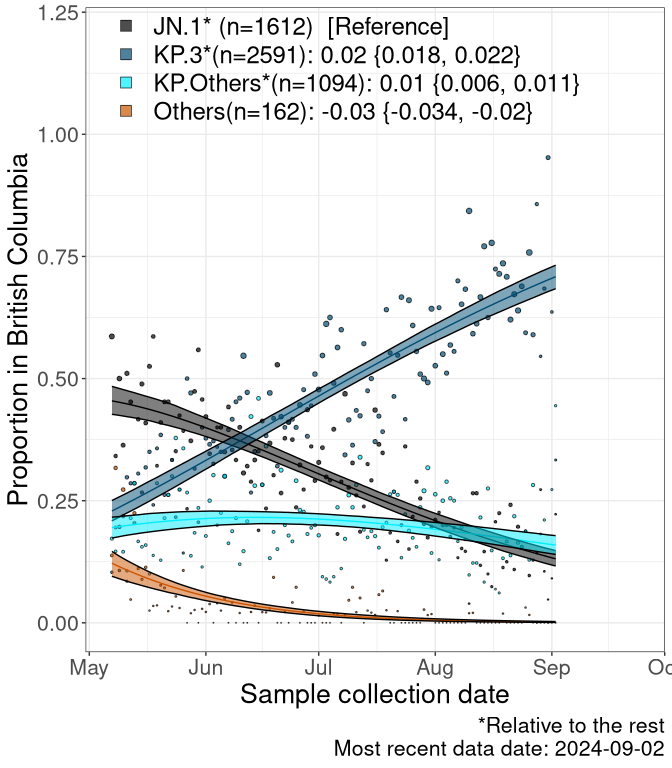 1.25
1.00
0.75
0.50
0.25
0.00
Proportion in British Columbia
JN.1* (n=1612)  [Reference]
KP.3*(n=2591): 0.02 {0.018, 0.022}
KP.Others*(n=1094): 0.01 {0.006, 0.011}
Others(n=162): -0.03 {-0.034, -0.02}
May Jun Jul Aug Sep Oc
Sample collection date
*Relative to the rest
Most recent data date: 2024-09-02